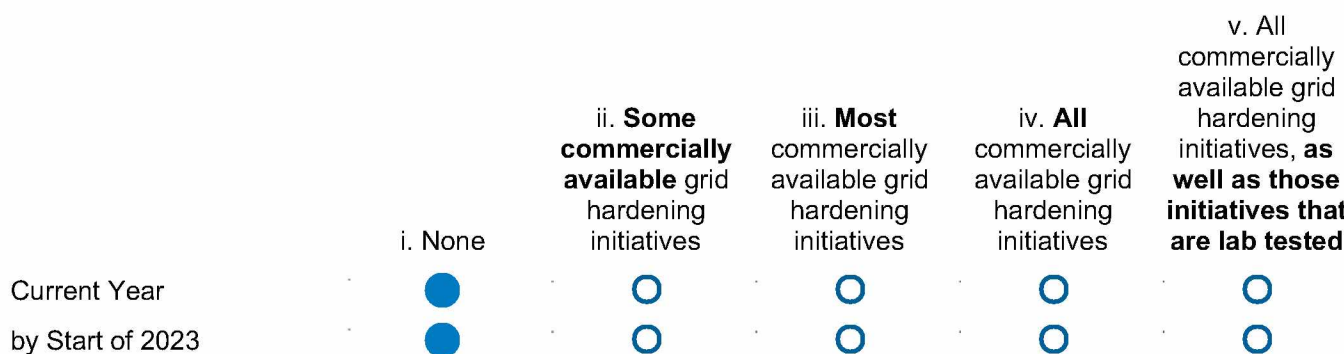 i. None
ii. Some
commercially
available grid
hardening
initiatives
iii. Most
commercially
available grid
hardening
initiatives
iv. All
commercially
available grid
hardening
initiatives
v. All
commercially
available grid
hardening
initiatives, as
well as those
initiatives that
are lab tested
Current Year
by Start of 2023